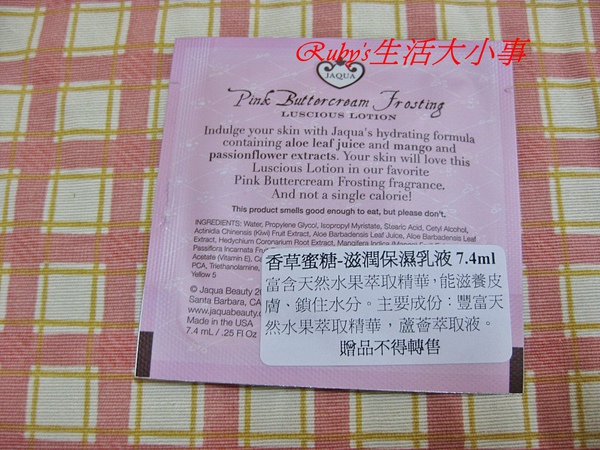 Ruby's生活大小事
JAQUA
Pink Buttercream Frosting
LUSCIOUS LOTION
Indulge your skin with Jaqua's hydrating formula
containing aloe leaf juice and mango and
passionflower extracts. Your skin will love this
Luscious Lotion in our favorite
Pink Buttercream Frosting fragrance.
And not a single calorie!
This product smells good enough to eat, but please don't.
INGREDIENTS: Water, Propylene Glycol, Isopropyl Myristate, Stearic Acid, Cetyl Alcohol,
Actinidia Chinensis (Kiwi) Fruit Extract, Aloe Barbadensis Leaf Juice, Aloe Barbadensis Leaf
Extract, Hedychium Coronarium Root Extract, Mangifera Indica
Passiflora Incarnata Fru
Acetate (Vitamin E), Ca
PCA, Triethanolamine,
Yellow 5
© Jaqua Beauty 20
Santa Barbara, CA
www.jaquabeauty.c
Made in the USA
7.4 mL / .25 Fl Oz
香草蜜糖-滋潤保濕乳液 7.4ml
富含天然水果萃取精華,能滋養皮
膚、鎖住水分。主要成份:豐富天
然水果萃取精華，蘆薈萃取液。
贈品不得轉售